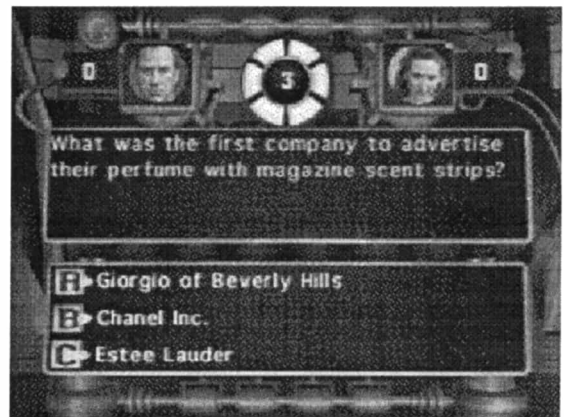 0 3 0
What was the first company to advertise
their perfume with magazine scent strips?
A Giorgio of Beverly Hills
B Chanel Inc.
C Estee Lauder